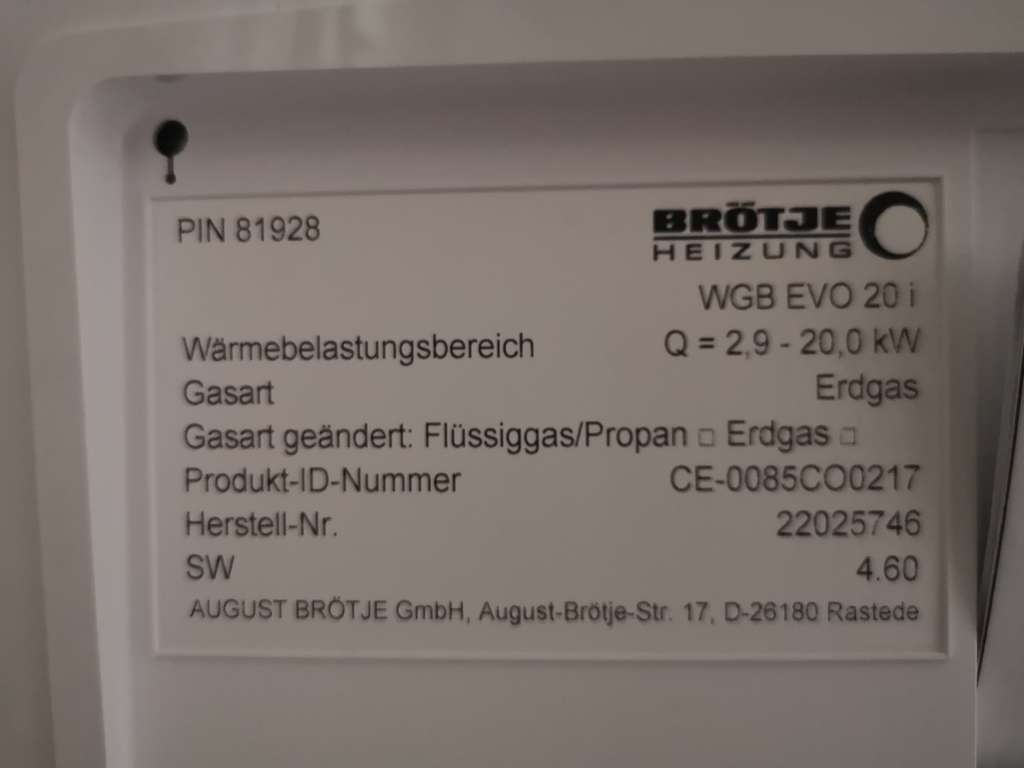 PIN 81928
BRÖTJE
HEIZUNG
WGB EVO 20 i
Wärmebelastungsbereich Q = 2,9 - 20,0 kW
Gasart Erdgas
Gasart geändert: Flüssiggas/Propan □ Erdgas □
Produkt-ID-Nummer CE-0085CO0217
Herstell-Nr. 22025746
SW 4.60
AUGUST BRÖTJE GmbH, August-Brötje-Str. 17, D-26180 Rastede